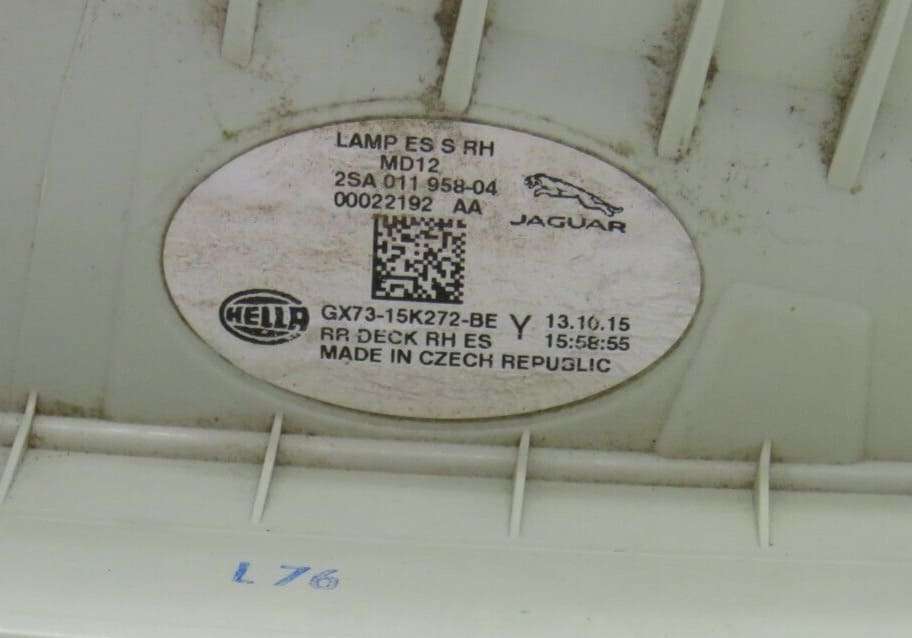 LAMP ES S RH
MD12
2SA 011 958-04
00022192 AA
JAGUAR
HELLA
GX73-15K272-BE Y 13.10.15
RR DECK RH ES 15:58:55
MADE IN CZECH REPUBLIC
L 76